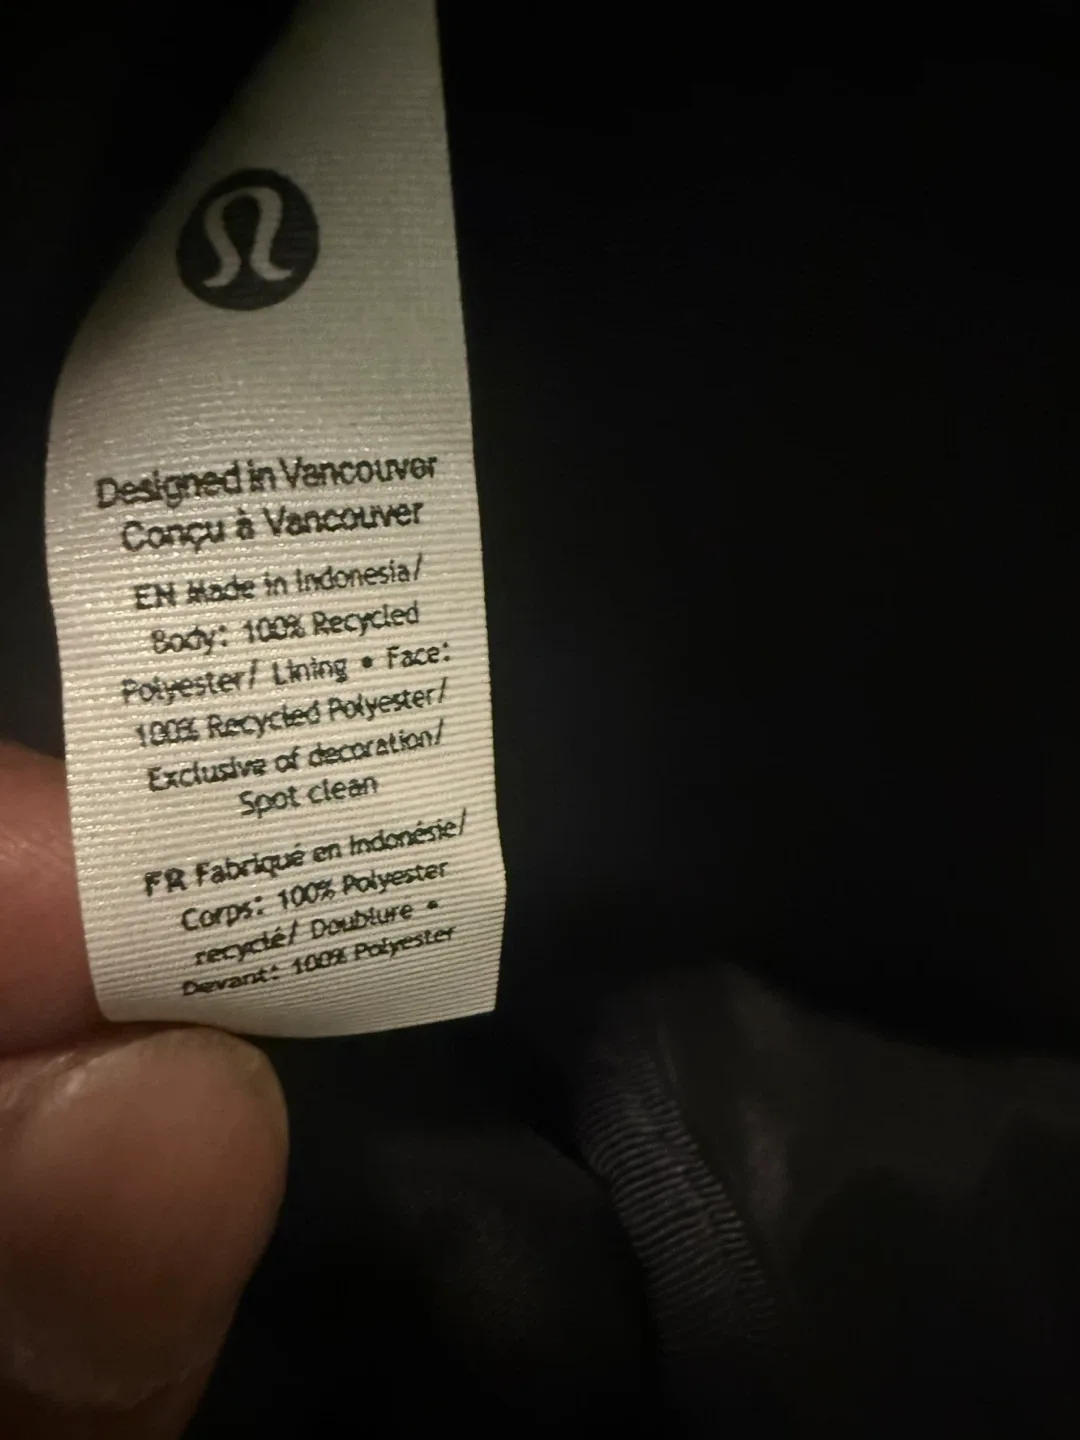 Designed in Vancouver
Conçu à Vancouver
EN Made in Indonesia/
Body: 100% Recycled
Polyester/ Lining • Face:
100% Recycled Polyester/
Exclusive of decoration/
Spot clean
FR Fabriqué en Indonésie/
Corps: 100% Polyester
recyclé/ Doublure •
Devant: 100% Polyester